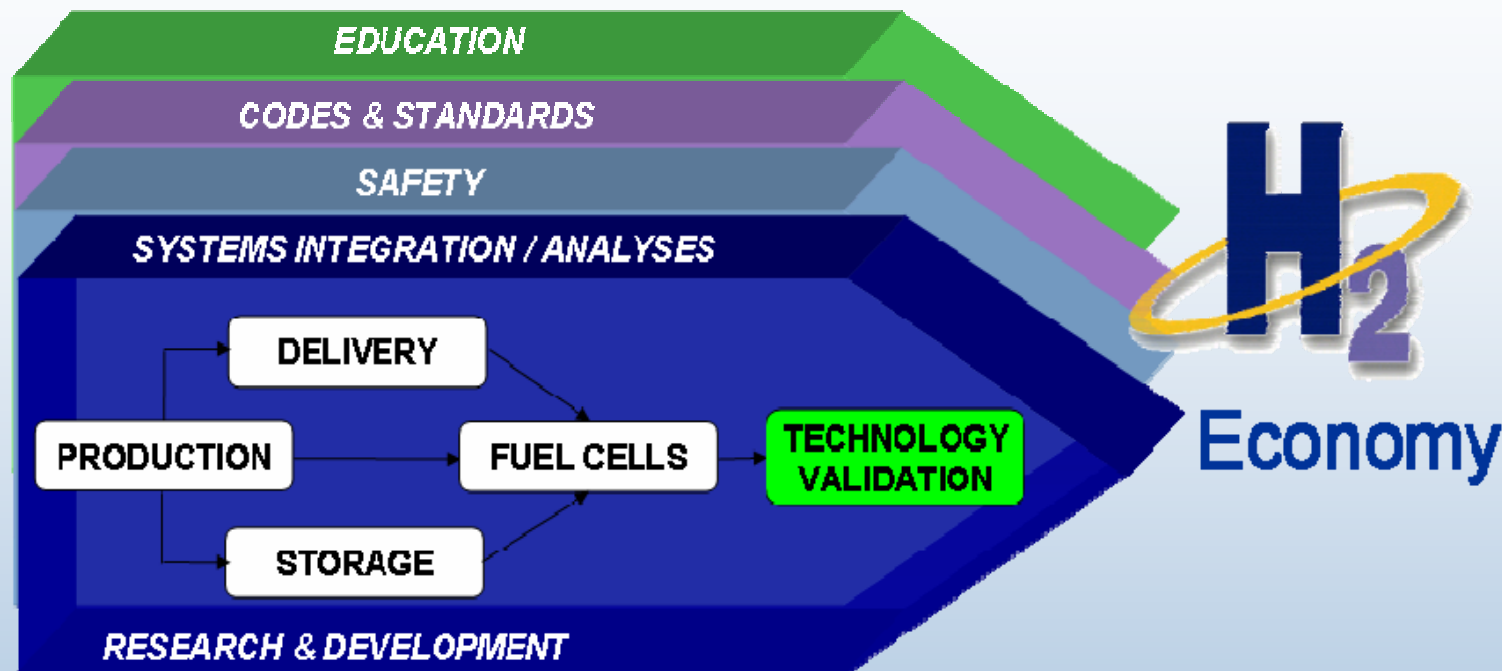 EDUCATION
CODES & STANDARDS
SAFETY
SYSTEMS INTEGRATION / ANALYSES
DELIVERY
PRODUCTION
FUEL CELLS
TECHNOLOGY
VALIDATION
STORAGE
RESEARCH & DEVELOPMENT
H2
Economy